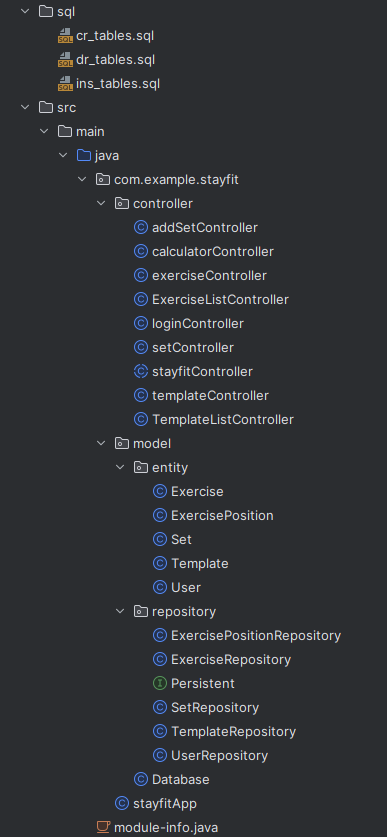 sql
cr_tables.sql
dr_tables.sql
ins_tables.sql
src
main
java
com.example.stayfit
controller
addSetController
calculatorController
exerciseController
ExerciseListController
loginController
setController
stayfitController
templateController
TemplateListController
model
entity
Exercise
ExercisePosition
Set
Template
User
repository
ExercisePositionRepository
ExerciseRepository
Persistent
SetRepository
TemplateRepository
UserRepository
Database
stayfitApp
module-info.java